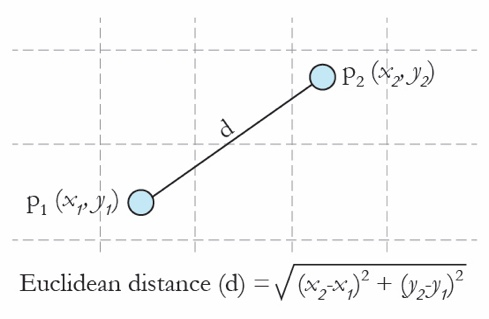 p₂ (x₂,y₂)
d
p₁ (x₁,y₁)
Euclidean distance (d) = √(x₂-x₁)² + (y₂-y₁)²